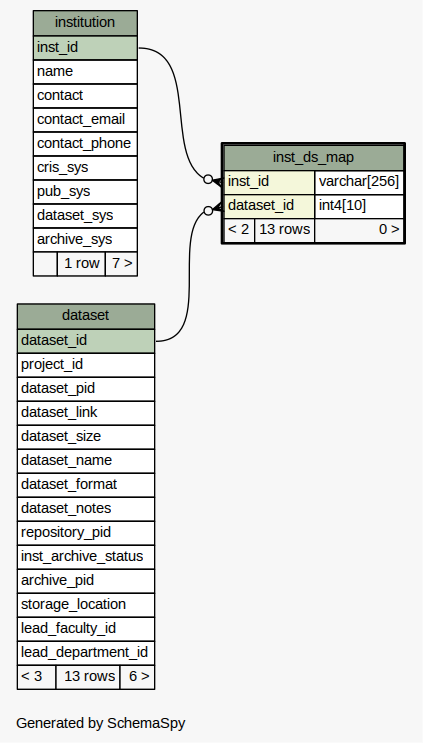 institution
inst_id
name
contact
contact_email
contact_phone
cris_sys
pub_sys
dataset_sys
archive_sys
1 row 7 >
inst_ds_map
inst_id varchar[256]
dataset_id int4[10]
< 2 13 rows 0 >
dataset
dataset_id
project_id
dataset_pid
dataset_link
dataset_size
dataset_name
dataset_format
dataset_notes
repository_pid
inst_archive_status
archive_pid
storage_location
lead_faculty_id
lead_department_id
< 3 13 rows 6 >
Generated by SchemaSpy